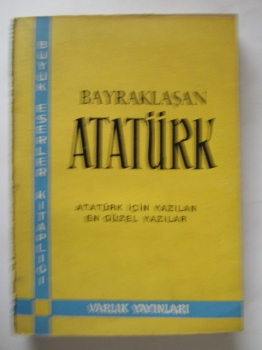 BÜYÜK ESERLER KİTAPLIĞI
BAYRAKLAŞAN
ATATÜRK
ATATÜRK İÇİN YAZILAN
EN GÜZEL YAZILAR
VARLIK YAYINLARI